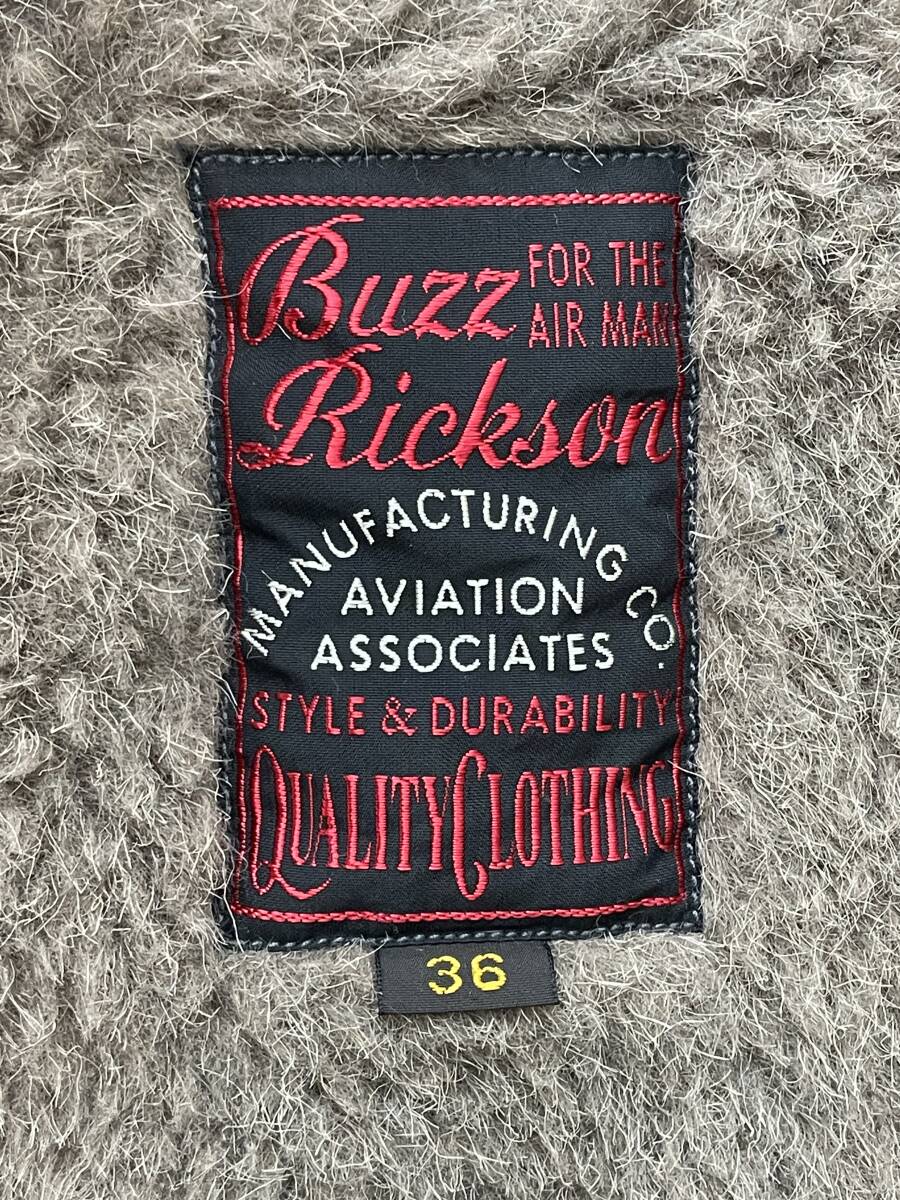 Buzz FOR THE
AIR MAN
Rickson
MANUFACTURING CO.
AVIATION
ASSOCIATES
STYLE & DURABILITY
QUALITY CLOTHING
36